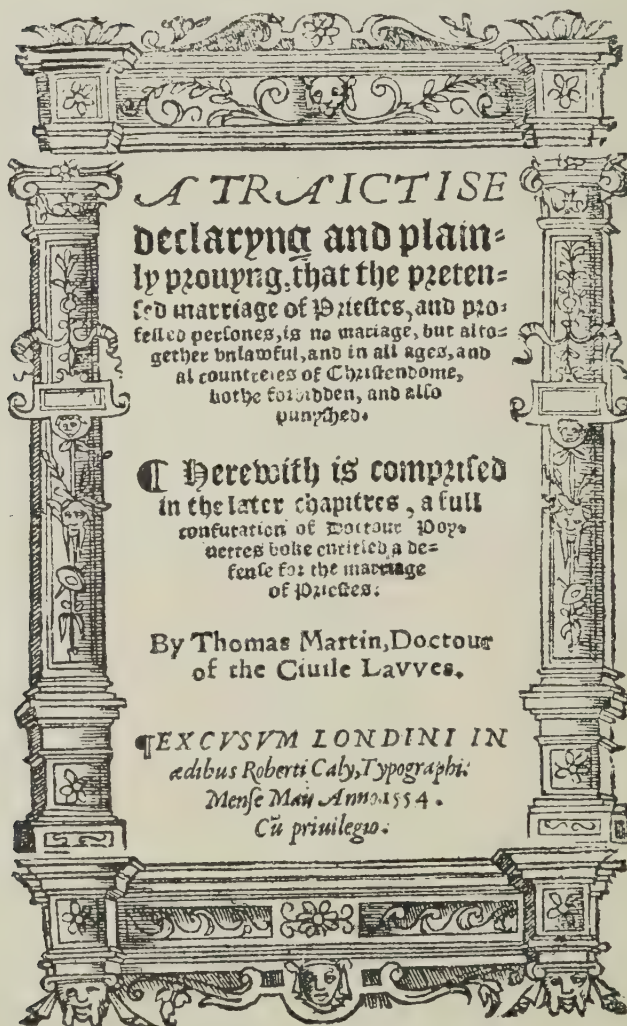 A TRAICTISE
declaryng and plain=
ly prouyng, that the preten=
sed marriage of Priestes, and pro=
fessed persones, is no mariage, but alto=
gether vnlawful, and in all ages, and
al countreies of Christendome,
bothe forbidden, and also
punyshed.
¶ Herewith is comprised
in the later chapitres, a full
confutation of Doctour Poy=
nettes boke entitled a de=
fense for the marriage
of Priestes.
By Thomas Martin, Doctour
of the Ciuile Lavves.
¶EXCVSVM LONDINI IN
ædibus Roberti Caly, Typographi.
Mense Maii Anno. 1554.
Cū priuilegio.